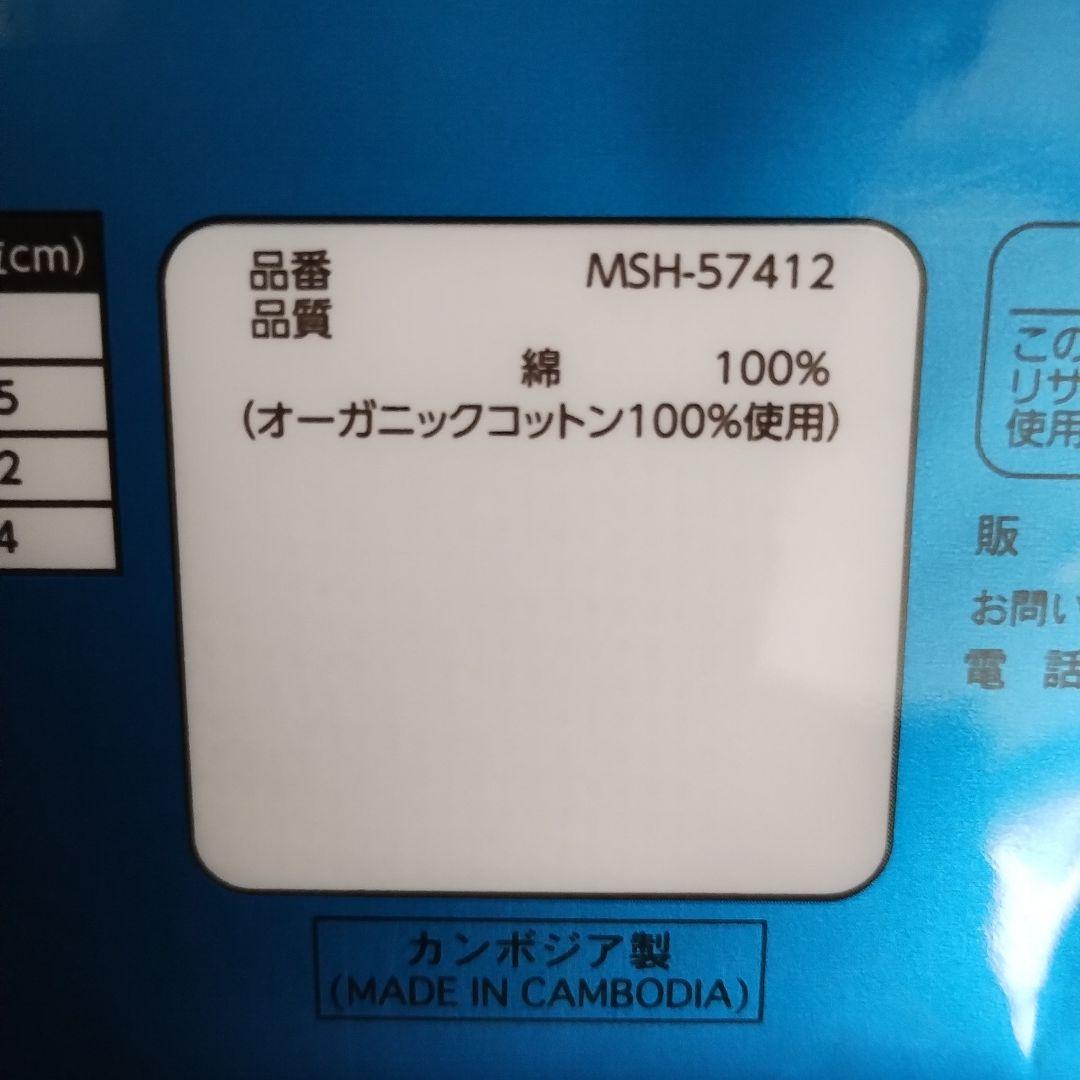 (cm)
5
2
4
品番 MSH-57412
品質
綿 100%
(オーガニックコットン100%使用)
カンボジア製
(MADE IN CAMBODIA)
この
リサ
使用
販
お問い
電話